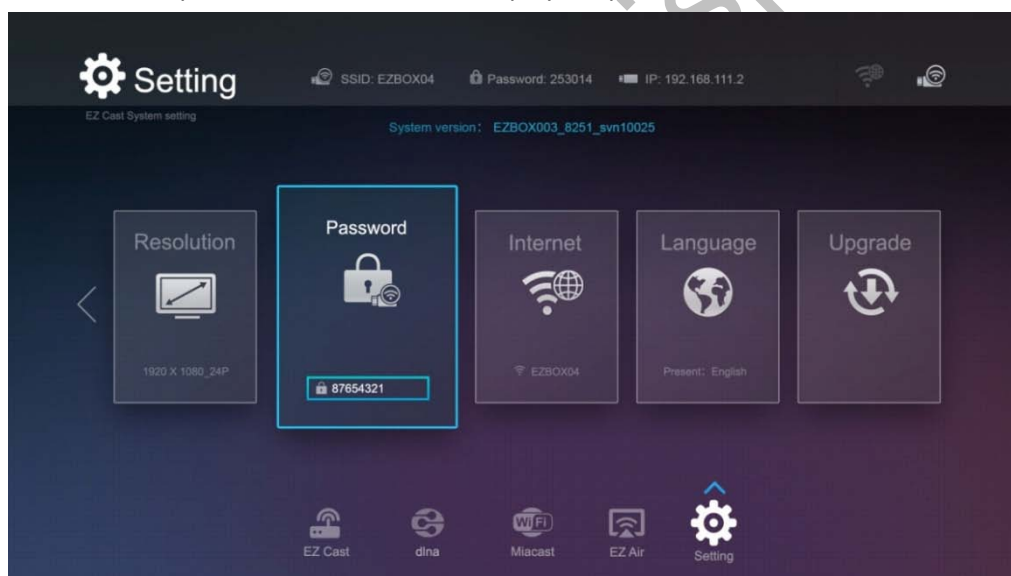 Setting
SSID: EZBOX04 Password: 253014 IP: 192.168.111.2
EZ Cast System setting
System version: EZBOX003_8251_svn10025
Resolution
1920 X 1080_24P
Password
87654321
Internet
EZBOX04
Language
Present: English
Upgrade
EZ Cast
dlna
WiFi
Miacast
EZ Air
Setting